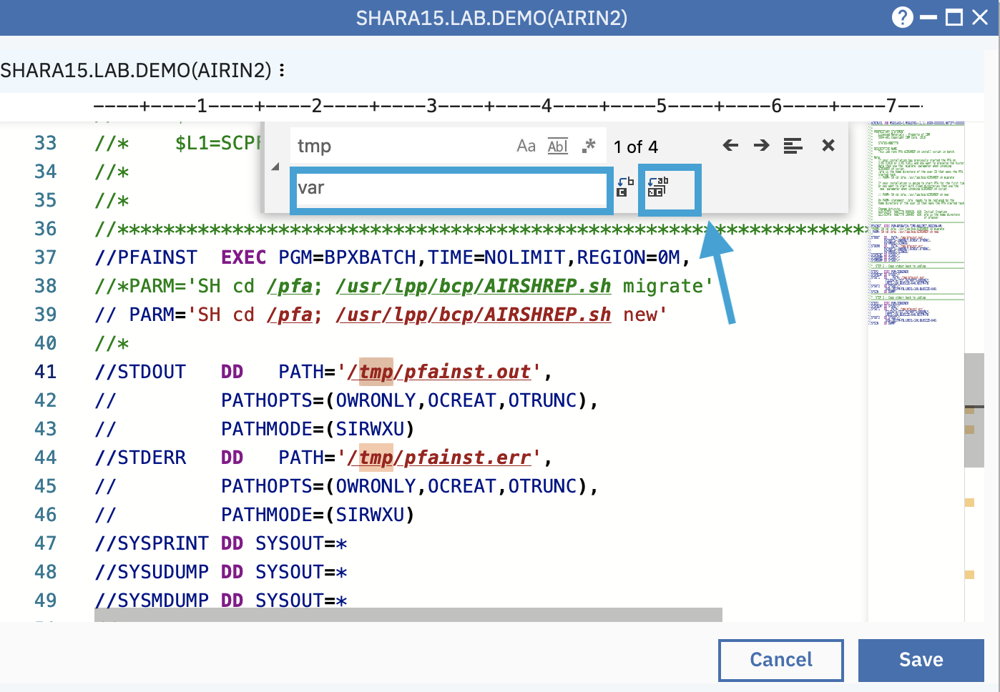 SHARA15.LAB.DEMO(AIRIN2)
SHARA15.LAB.DEMO(AIRIN2)
----+----1----+----2----+----3----+----4----+----5----+----6----+----7--
tmp Aa Abl .* 1 of 4
var
33 //*    $L1=SCPF
34 //*
35 //*
36 //*****************************************************************
37 //PFAINST  EXEC PGM=BPXBATCH,TIME=NOLIMIT,REGION=0M,
38 //*PARM='SH cd /pfa; /usr/lpp/bcp/AIRSHREP.sh migrate'
39 // PARM='SH cd /pfa; /usr/lpp/bcp/AIRSHREP.sh new'
40 //*
41 //STDOUT   DD   PATH='/tmp/pfainst.out',
42 //         PATHOPTS=(OWRONLY,OCREAT,OTRUNC),
43 //         PATHMODE=(SIRWXU)
44 //STDERR   DD   PATH='/tmp/pfainst.err',
45 //         PATHOPTS=(OWRONLY,OCREAT,OTRUNC),
46 //         PATHMODE=(SIRWXU)
47 //SYSPRINT DD SYSOUT=*
48 //SYSUDUMP DD SYSOUT=*
49 //SYSMDUMP DD SYSOUT=*
Cancel Save